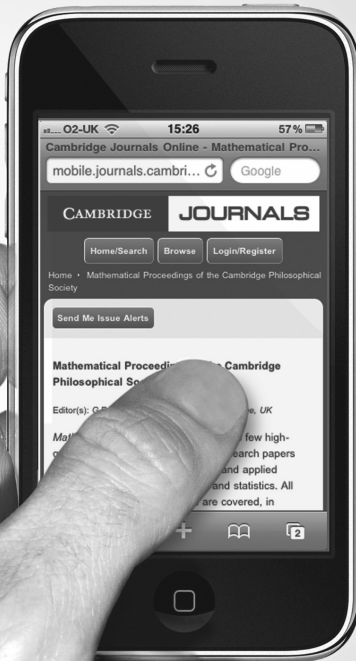 O2-UK 15:26 57%
Cambridge Journals Online - Mathematical Pro...
mobile.journals.cambri... Google
CAMBRIDGE JOURNALS
Home/Search Browse Login/Register
Home • Mathematical Proceedings of the Cambridge Philosophical
Society
Send Me Issue Alerts
Mathematical Cambridge
Philosophical
Editor(s): UK
few high-
search papers
and applied
and statistics. All
are covered, in
2